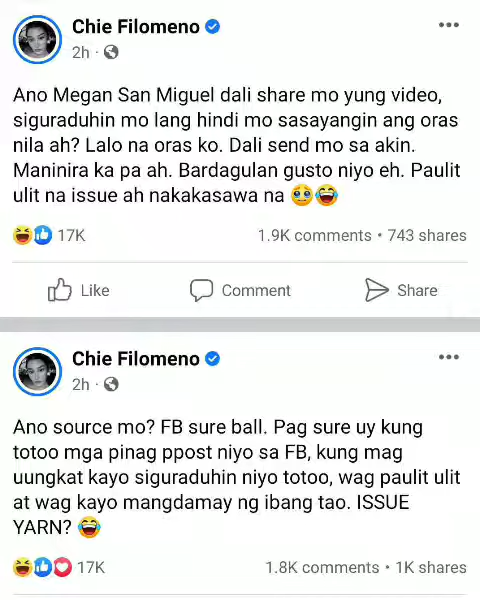 Chie Filomeno
2h
Ano Megan San Miguel dali share mo yung video,
siguraduhin mo lang hindi mo sasayangin ang oras
nila ah? Lalo na oras ko. Dali send mo sa akin.
Maninira ka pa ah. Bardagulan gusto niyo eh. Paulit
ulit na issue ah nakakasawa na 🥹😂
17K 1.9K comments • 743 shares
Like Comment Share
Chie Filomeno
2h
Ano source mo? FB sure ball. Pag sure uy kung
totoo mga pinag ppost niyo sa FB, kung mag
uungkat kayo siguraduhin niyo totoo, wag paulit ulit
at wag kayo mangdamay ng ibang tao. ISSUE
YARN? 😂
17K 1.8K comments • 1K shares